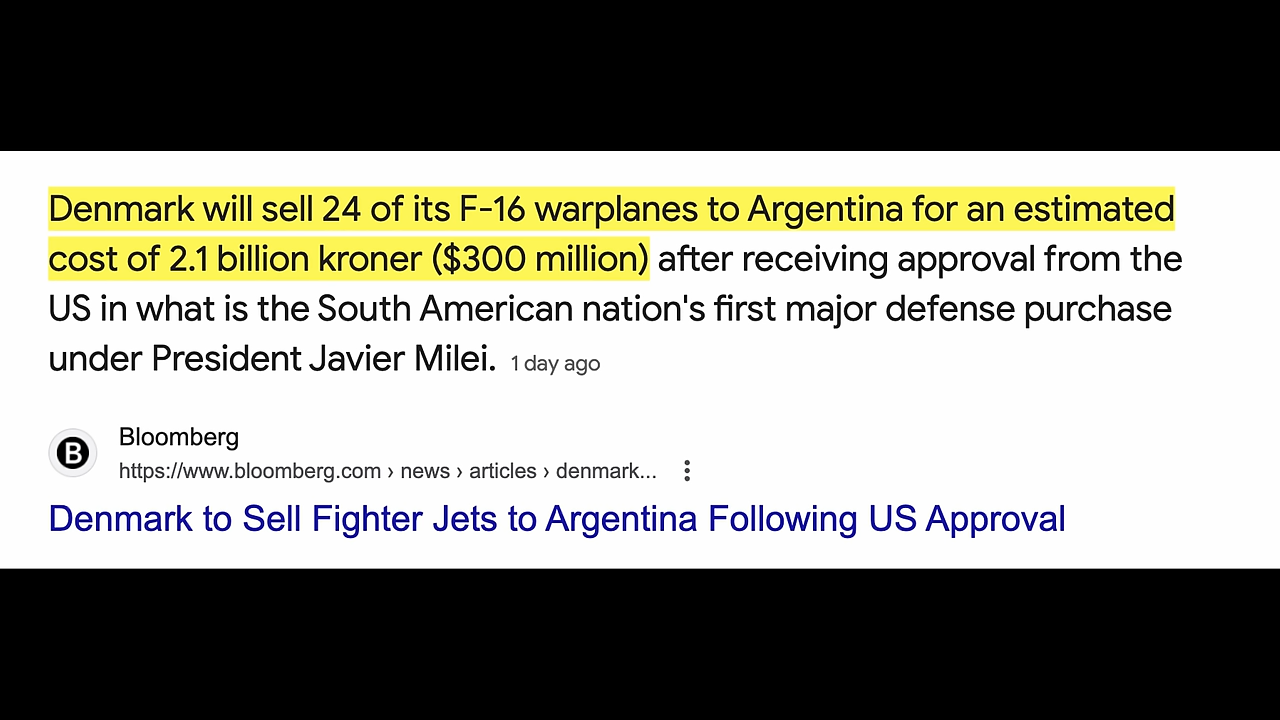 Denmark will sell 24 of its F-16 warplanes to Argentina for an estimated
cost of 2.1 billion kroner ($300 million) after receiving approval from the
US in what is the South American nation's first major defense purchase
under President Javier Milei. 1 day ago
B
Bloomberg
https://www.bloomberg.com › news › articles › denmark...
Denmark to Sell Fighter Jets to Argentina Following US Approval